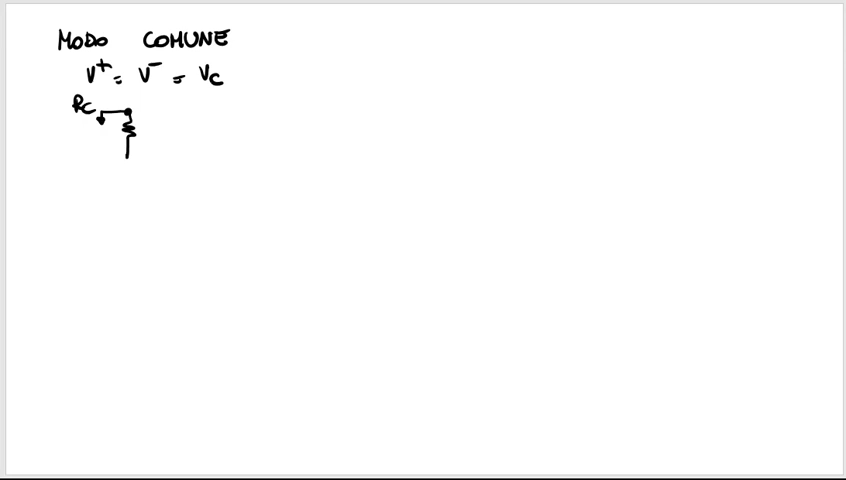 MODO COMUNE
V⁺ = V⁻ = Vc
Rc